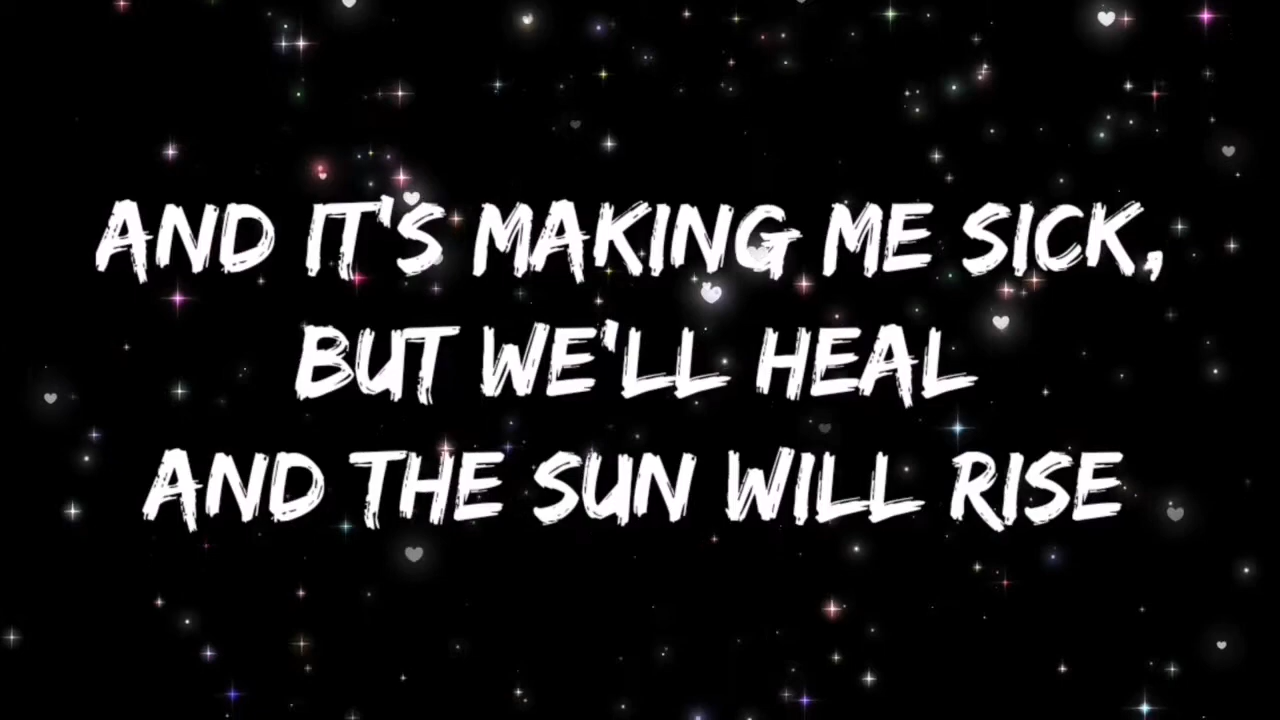 AND IT'S MAKING ME SICK,
BUT WE'LL HEAL
AND THE SUN WILL RISE